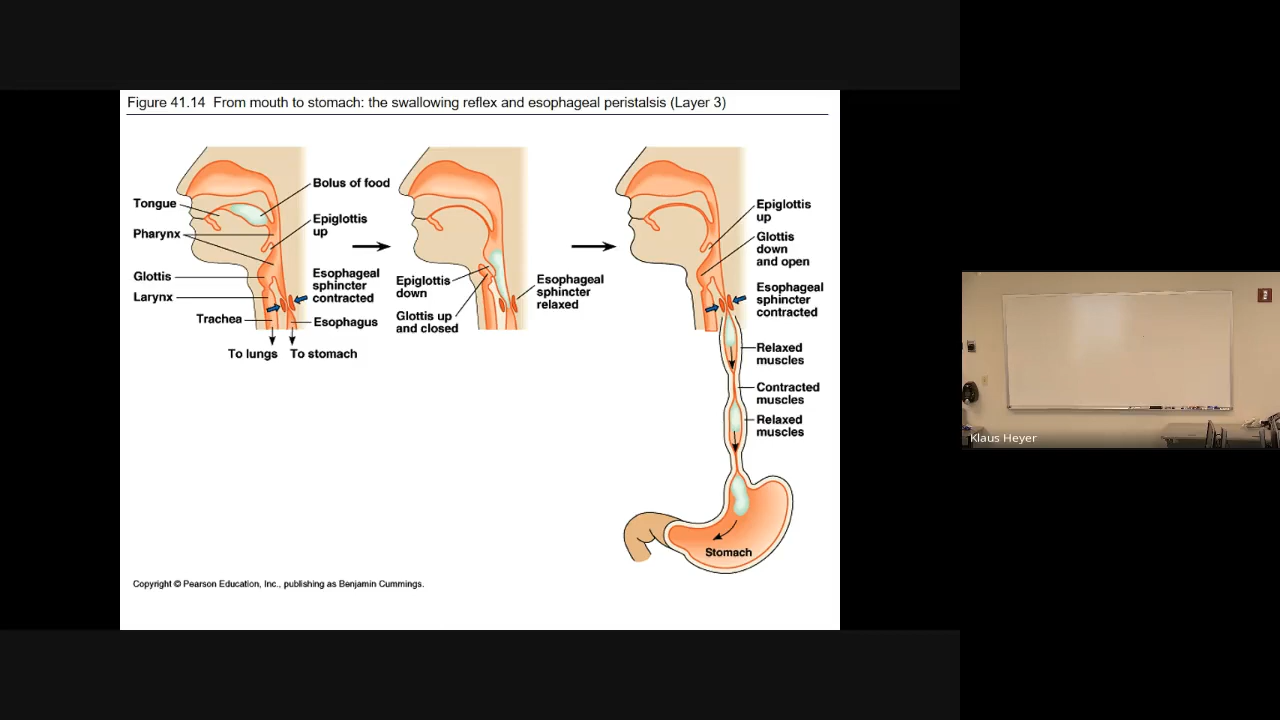 Figure 41.14 From mouth to stomach: the swallowing reflex and esophageal peristalsis (Layer 3)
Tongue
Pharynx
Glottis
Larynx
Trachea
Bolus of food
Epiglottis
up
Esophageal
sphincter
contracted
Esophagus
To lungs
To stomach
Epiglottis
down
Glottis up
and closed
Esophageal
sphincter
relaxed
Epiglottis
up
Glottis
down
and open
Esophageal
sphincter
contracted
Relaxed
muscles
Contracted
muscles
Relaxed
muscles
Stomach
Copyright © Pearson Education, Inc., publishing as Benjamin Cummings.
Klaus Heyer